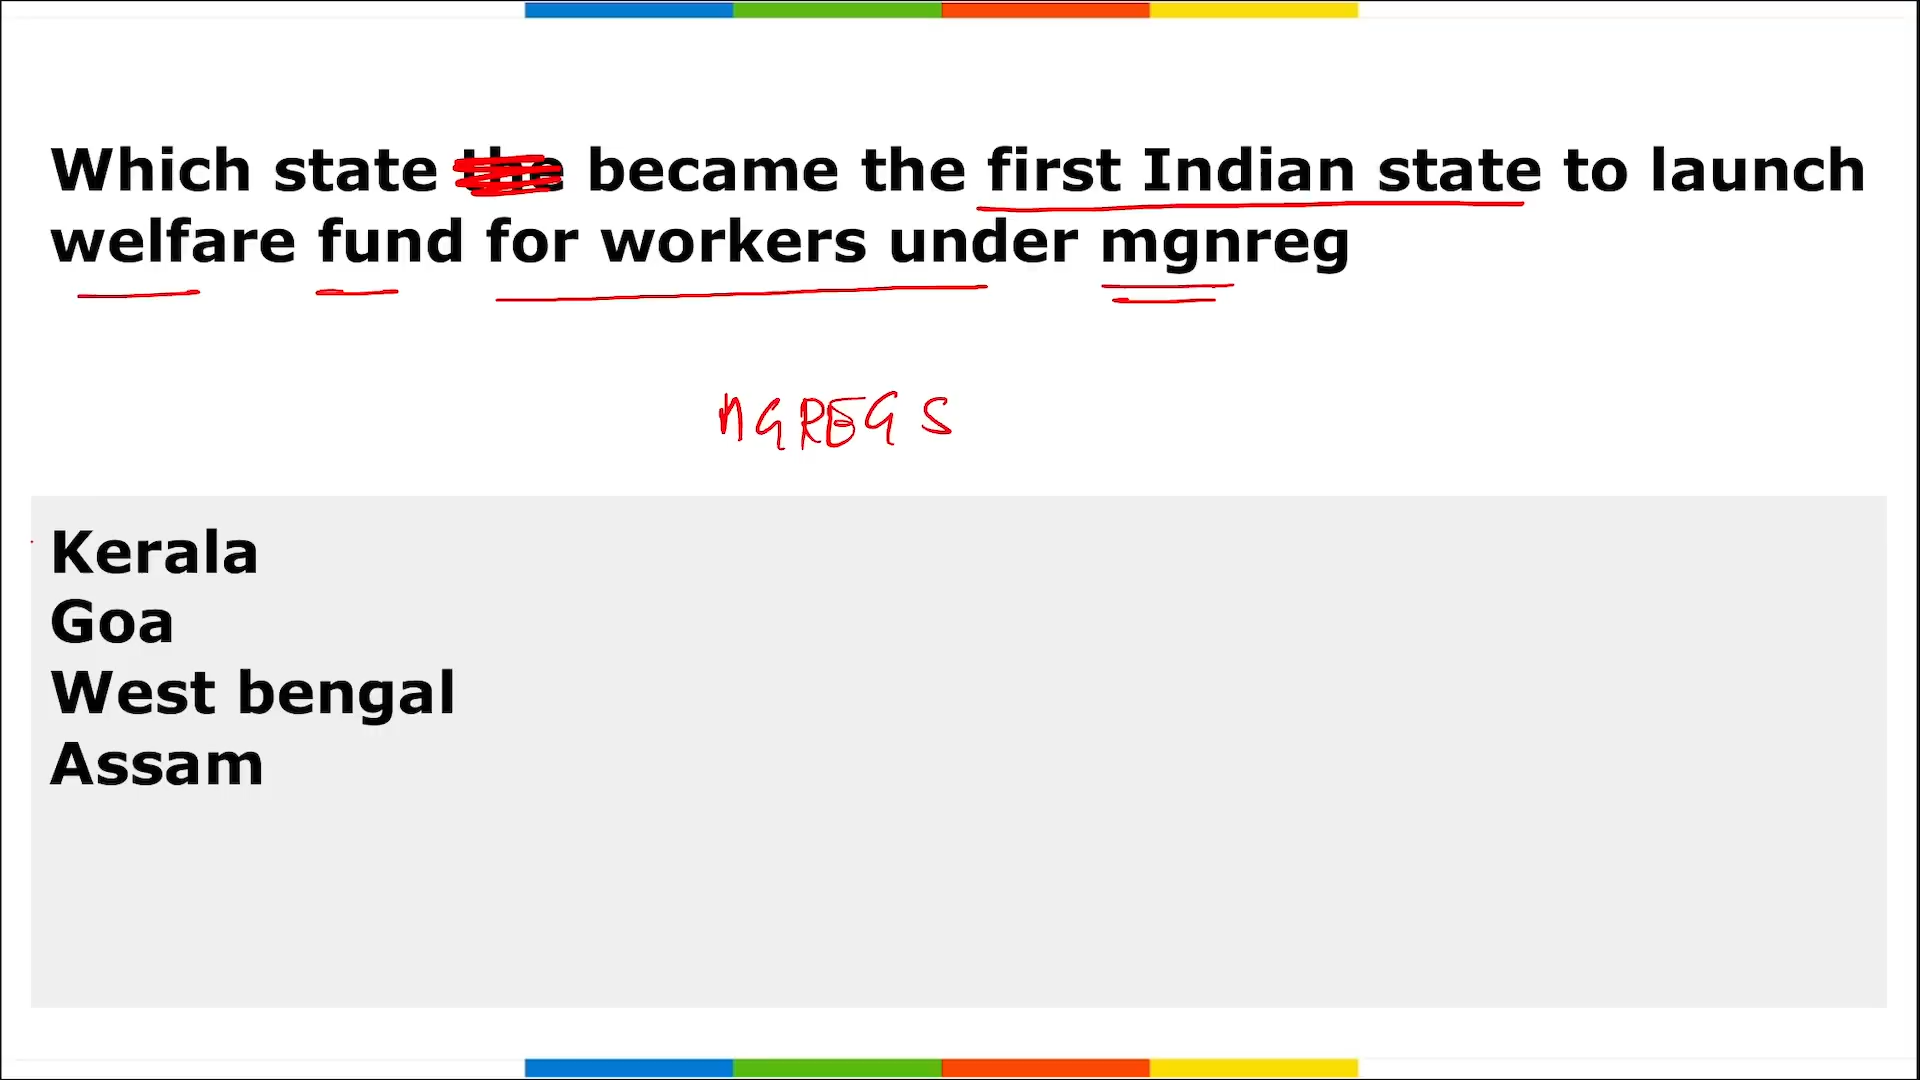 Which state the became the first Indian state to launch
welfare fund for workers under mgnreg
NGREGS
Kerala
Goa
West bengal
Assam